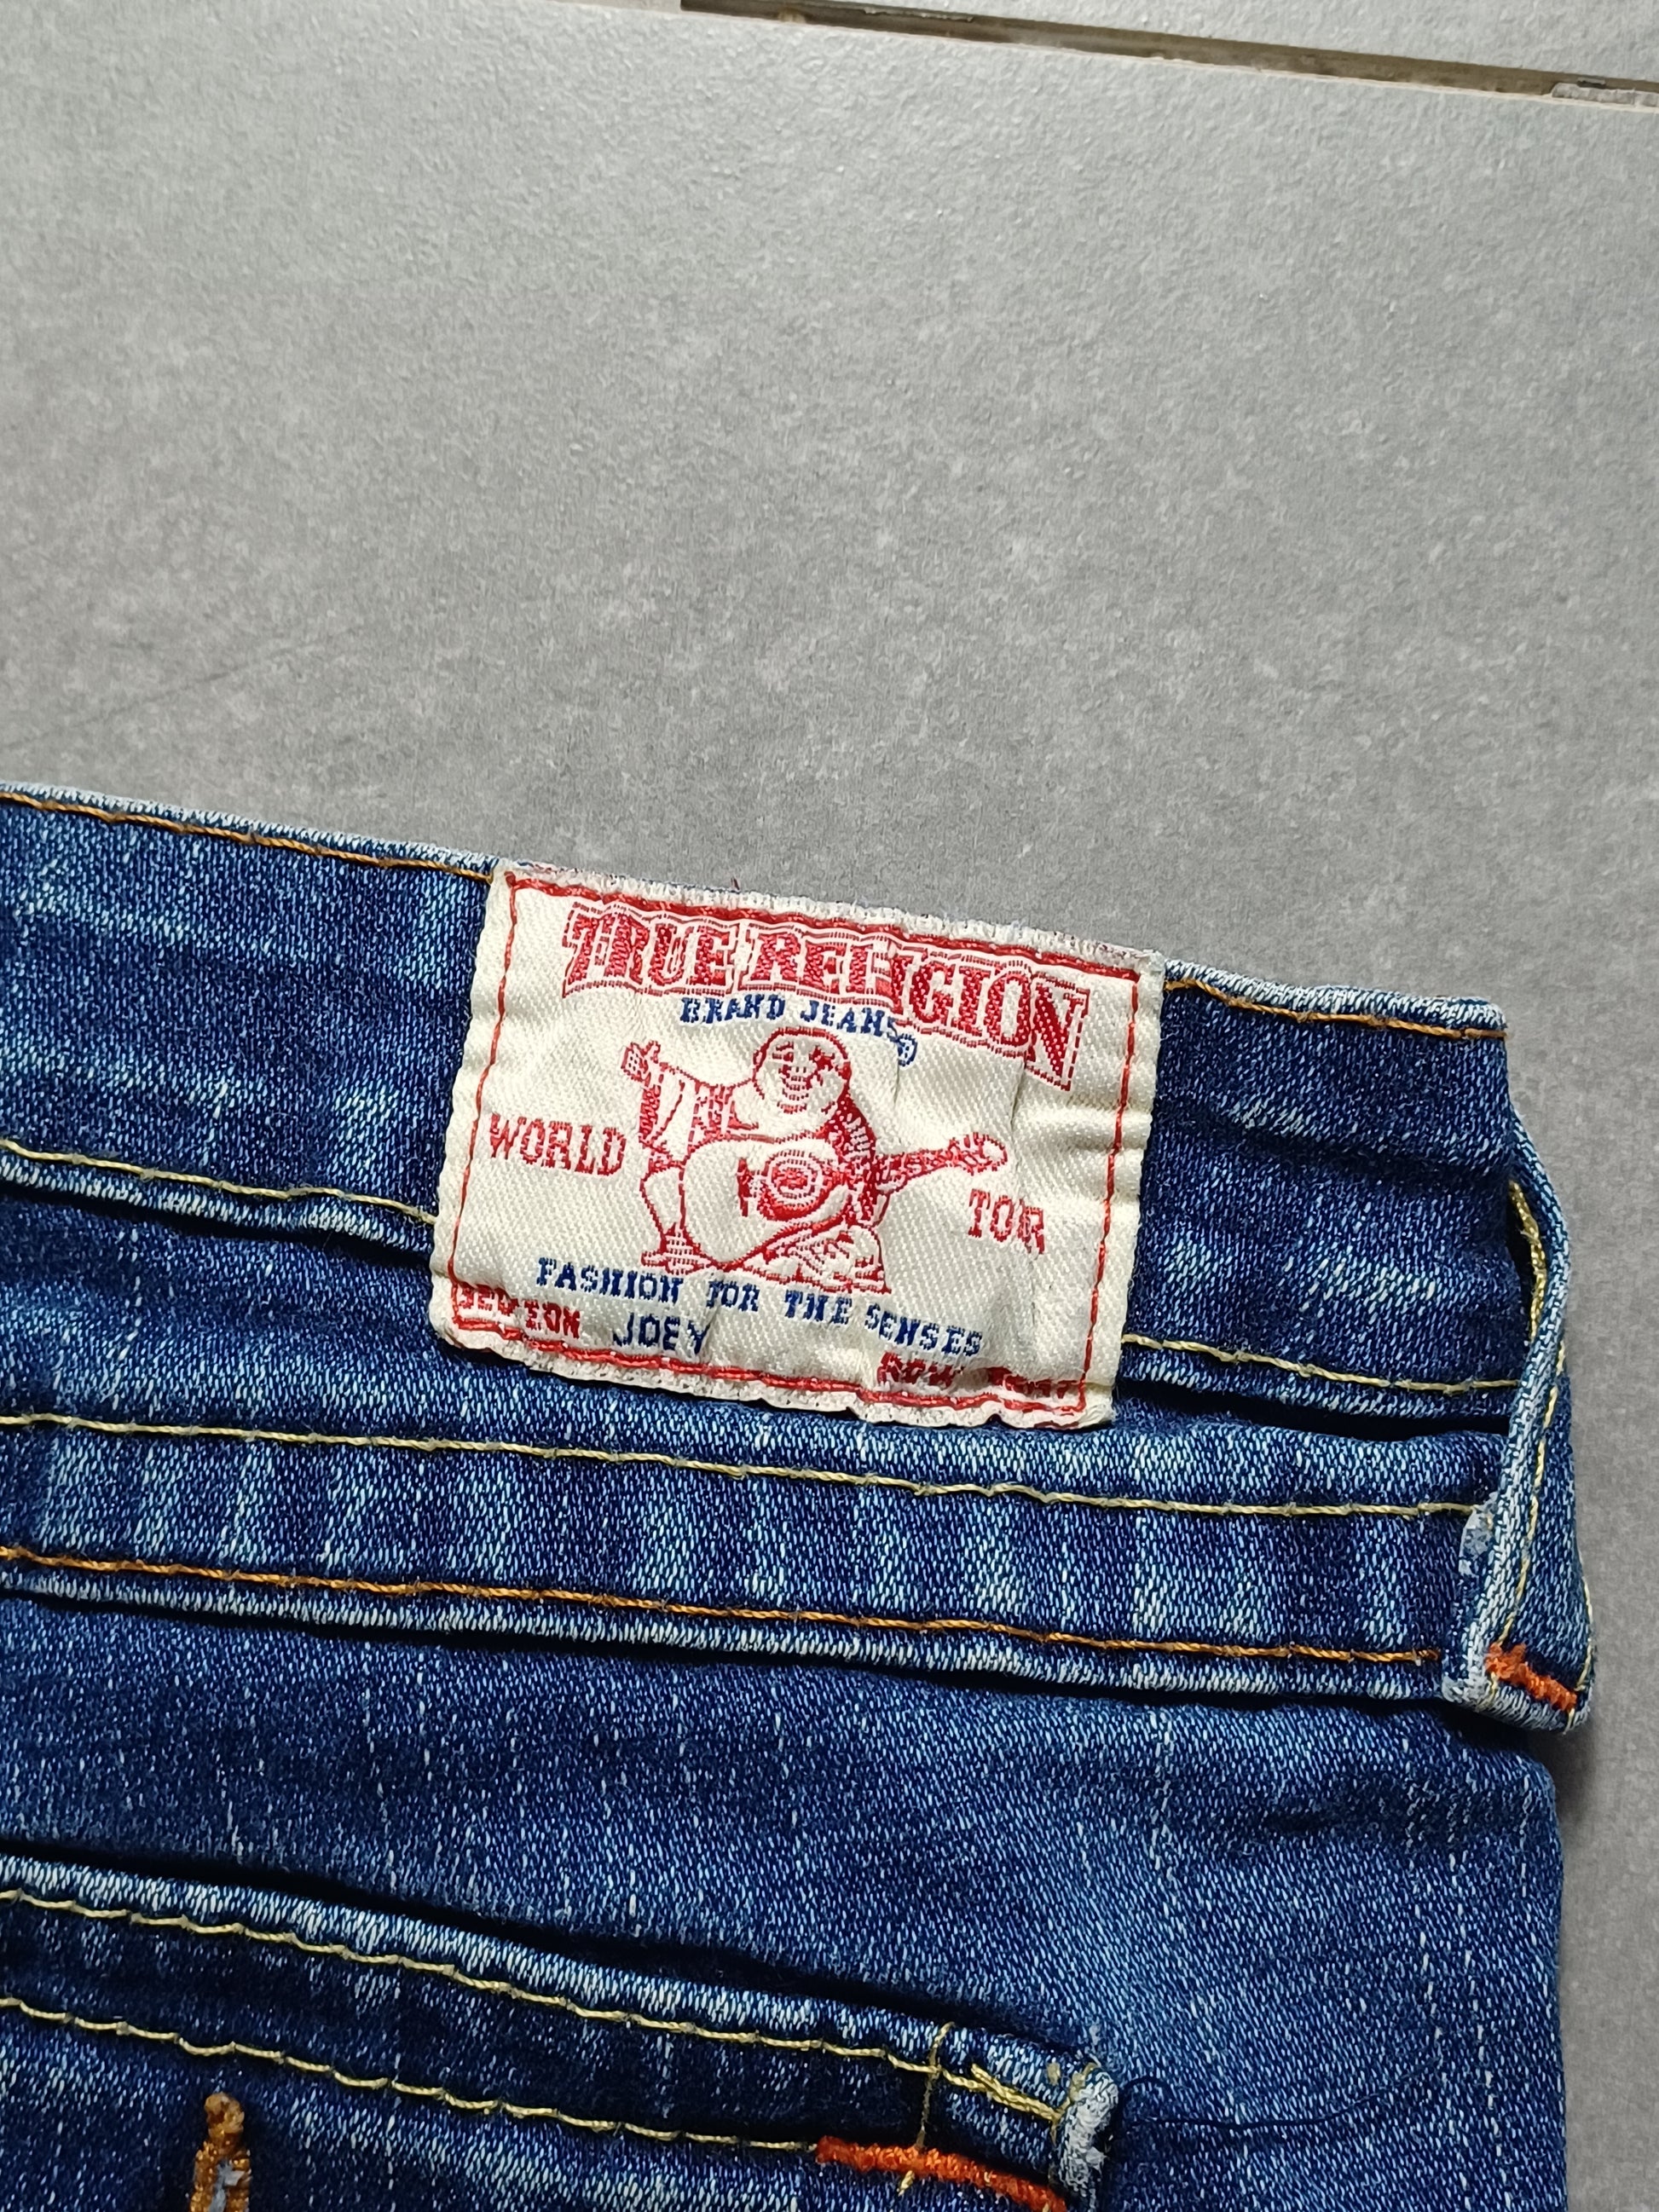 TRUE RELIGION
BRAND JEANS
WORLD TOR
FASHION FOR THE SENSES
JOEY